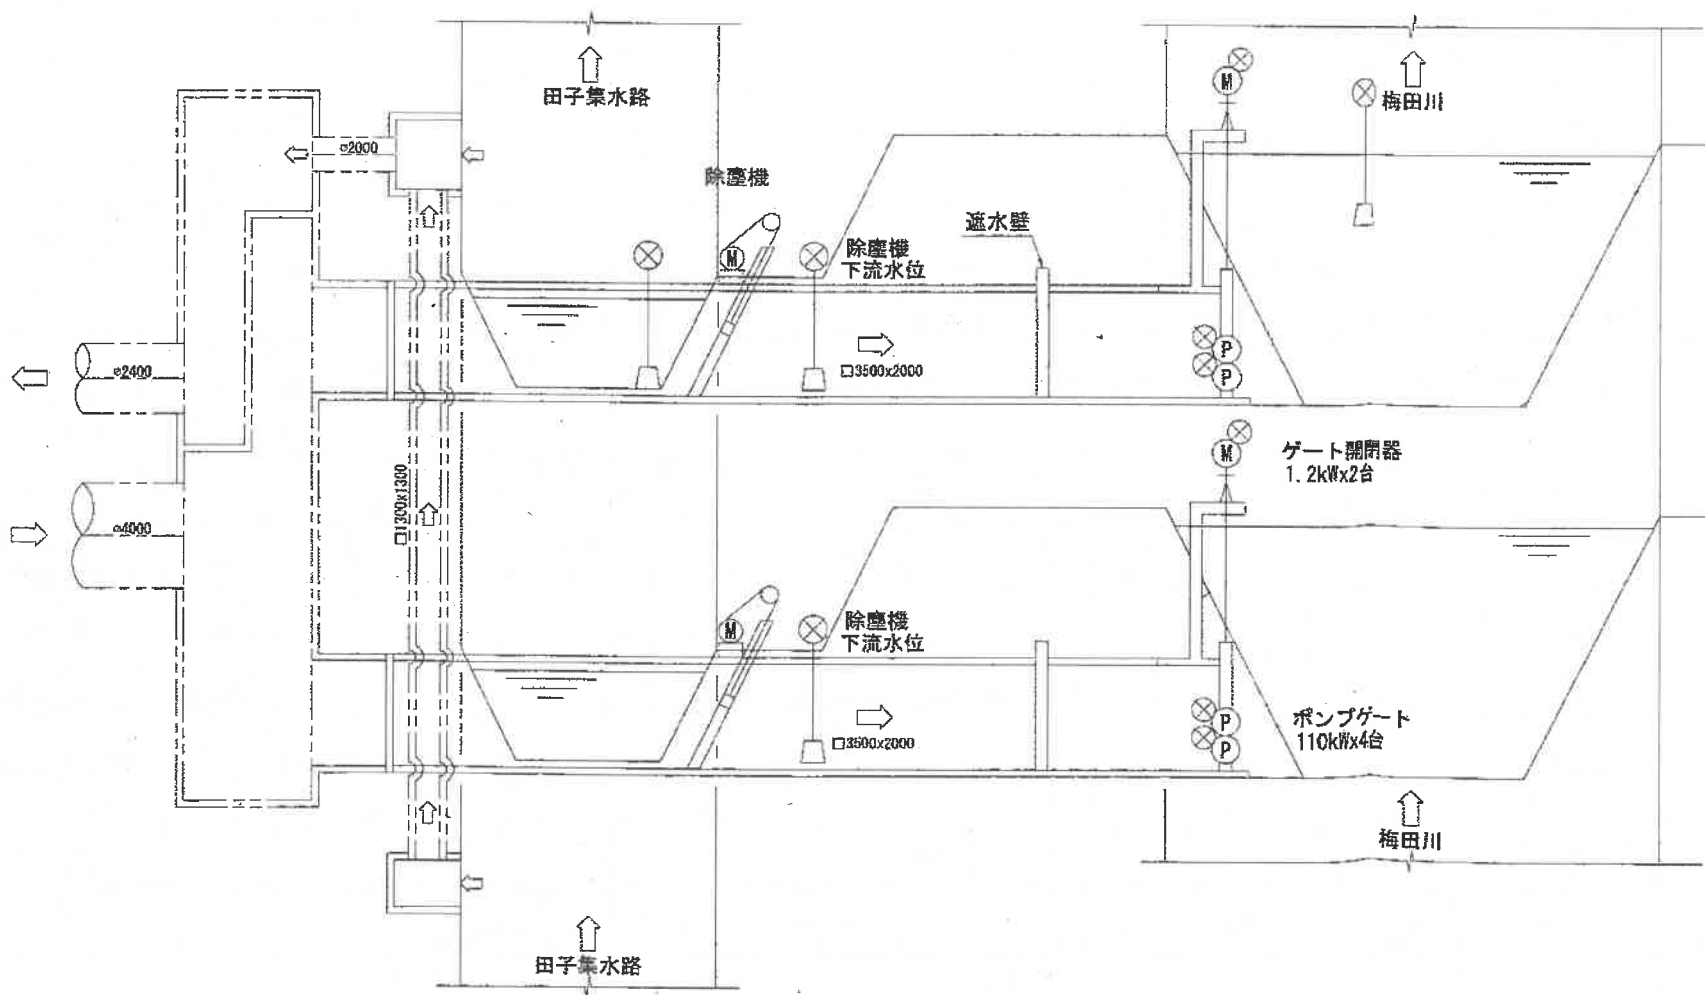 田子集水路
梅田川
M
⌀2000
除塵機
遮水壁
M
除塵機
下流水位
P
P
⌀2400
□3500x2000
M
ゲート開閉器
1.2kWx2台
□1300x1300
⌀4000
M
除塵機
下流水位
P
P
□3500x2000
ポンプゲート
110kWx4台
梅田川
田子集水路